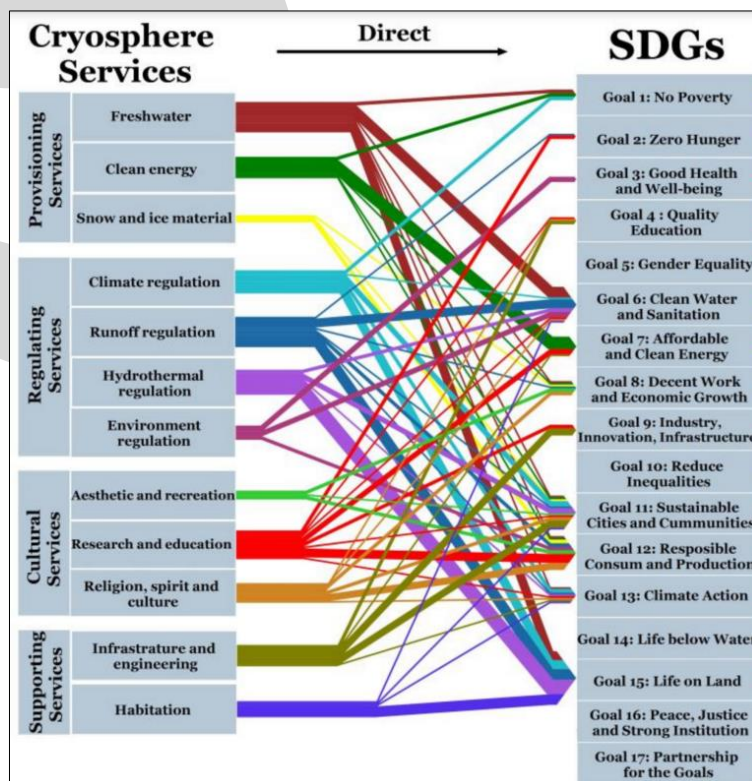 Cryosphere
Services
Direct
SDGs
Provisioning
Services
Freshwater
Clean energy
Snow and ice material
Regulating
Services
Climate regulation
Runoff regulation
Hydrothermal
regulation
Environment
regulation
Cultural
Services
Aesthetic and recreation
Research and education
Religion, spirit and
culture
Supporting
Services
Infrastrature and
engineering
Habitation
Goal 1: No Poverty
Goal 2: Zero Hunger
Goal 3: Good Health
and Well-being
Goal 4 : Quality
Education
Goal 5: Gender Equality
Goal 6: Clean Water
and Sanitation
Goal 7: Affordable
and Clean Energy
Goal 8: Decent Work
and Economic Growth
Goal 9: Industry,
Innovation, Infrastructure
Goal 10: Reduce
Inequalities
Goal 11: Sustainable
Cities and Cummunities
Goal 12: Resposible
Consum and Production
Goal 13: Climate Action
Goal 14: Life below Water
Goal 15: Life on Land
Goal 16: Peace, Justice
and Strong Institution
Goal 17: Partnership
for the Goals